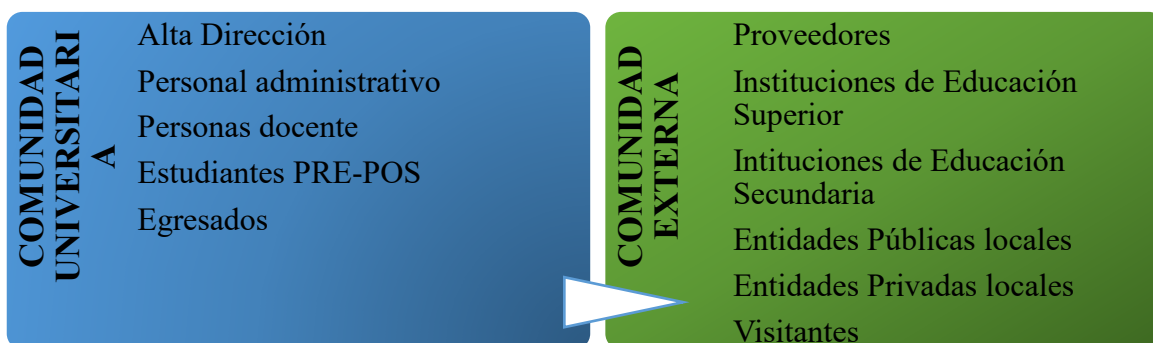 COMUNIDAD
UNIVERSITARI
A
Alta Dirección
Personal administrativo
Personas docente
Estudiantes PRE-POS
Egresados
COMUNIDAD
EXTERNA
Proveedores
Instituciones de Educación
Superior
Intituciones de Educación
Secundaria
Entidades Públicas locales
Entidades Privadas locales
Visitantes